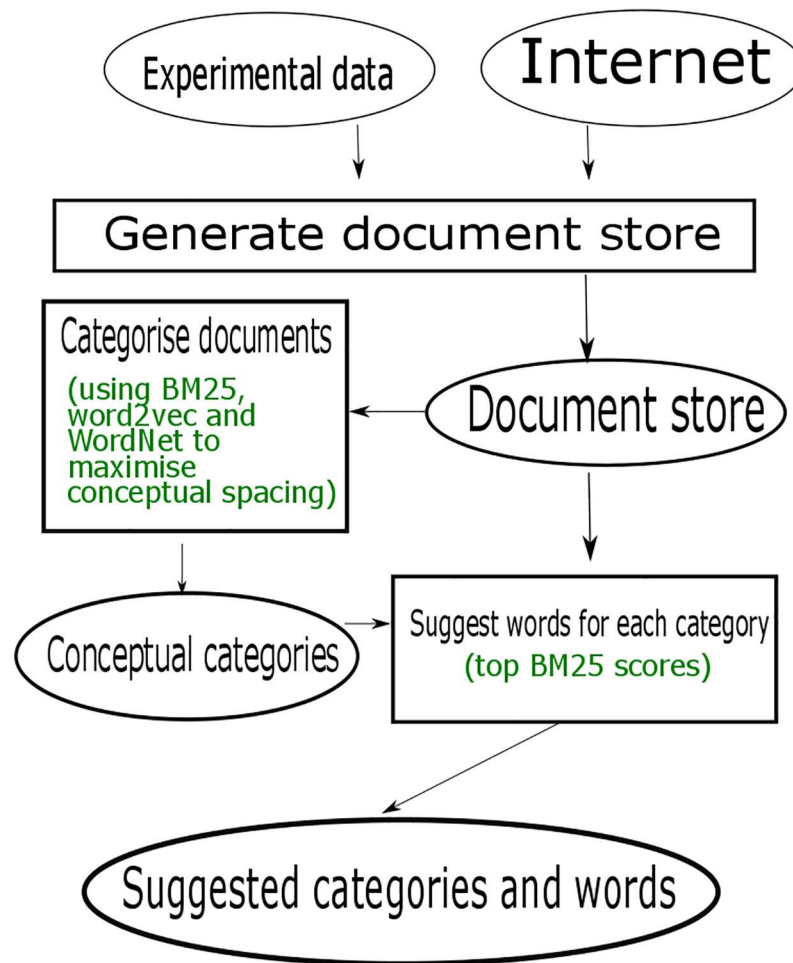 Experimental data
Internet
Generate document store
Categorise documents
(using BM25,
word2vec and
WordNet to
maximise
conceptual spacing)
Document store
Conceptual categories
Suggest words for each category
(top BM25 scores)
Suggested categories and words